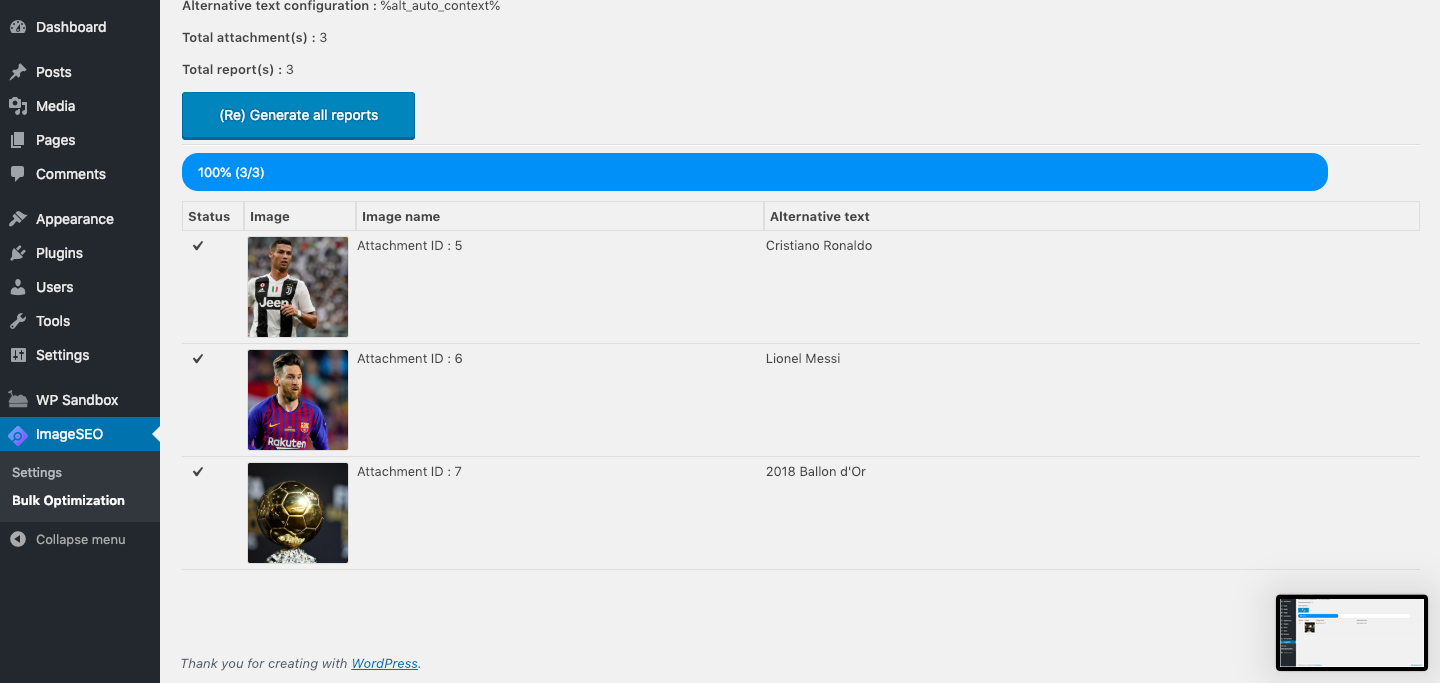 Dashboard
Posts
Media
Pages
Comments
Appearance
Plugins
Users
Tools
Settings
WP Sandbox
ImageSEO
Settings
Bulk Optimization
Collapse menu
Alternative text configuration : %alt_auto_context%
Total attachment(s) : 3
Total report(s) : 3
(Re) Generate all reports
100% (3/3)
Status Image Image name Alternative text
Attachment ID : 5 Cristiano Ronaldo
Jeep
Attachment ID : 6 Lionel Messi
Rakuten
Attachment ID : 7 2018 Ballon d'Or
Thank you for creating with WordPress.